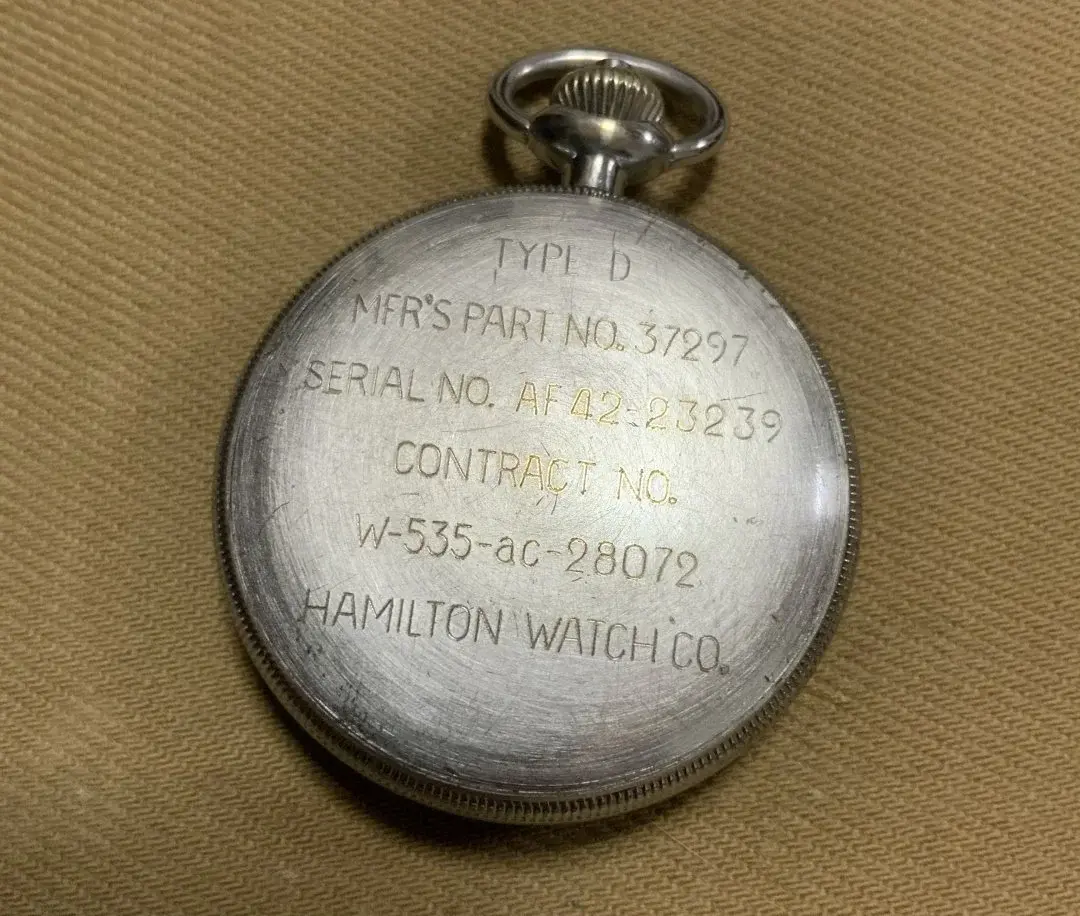 TYPE D
MFR'S PART NO. 37297
SERIAL NO. AF 42-23239
CONTRACT NO.
W-535-ac-28072
HAMILTON WATCH CO.